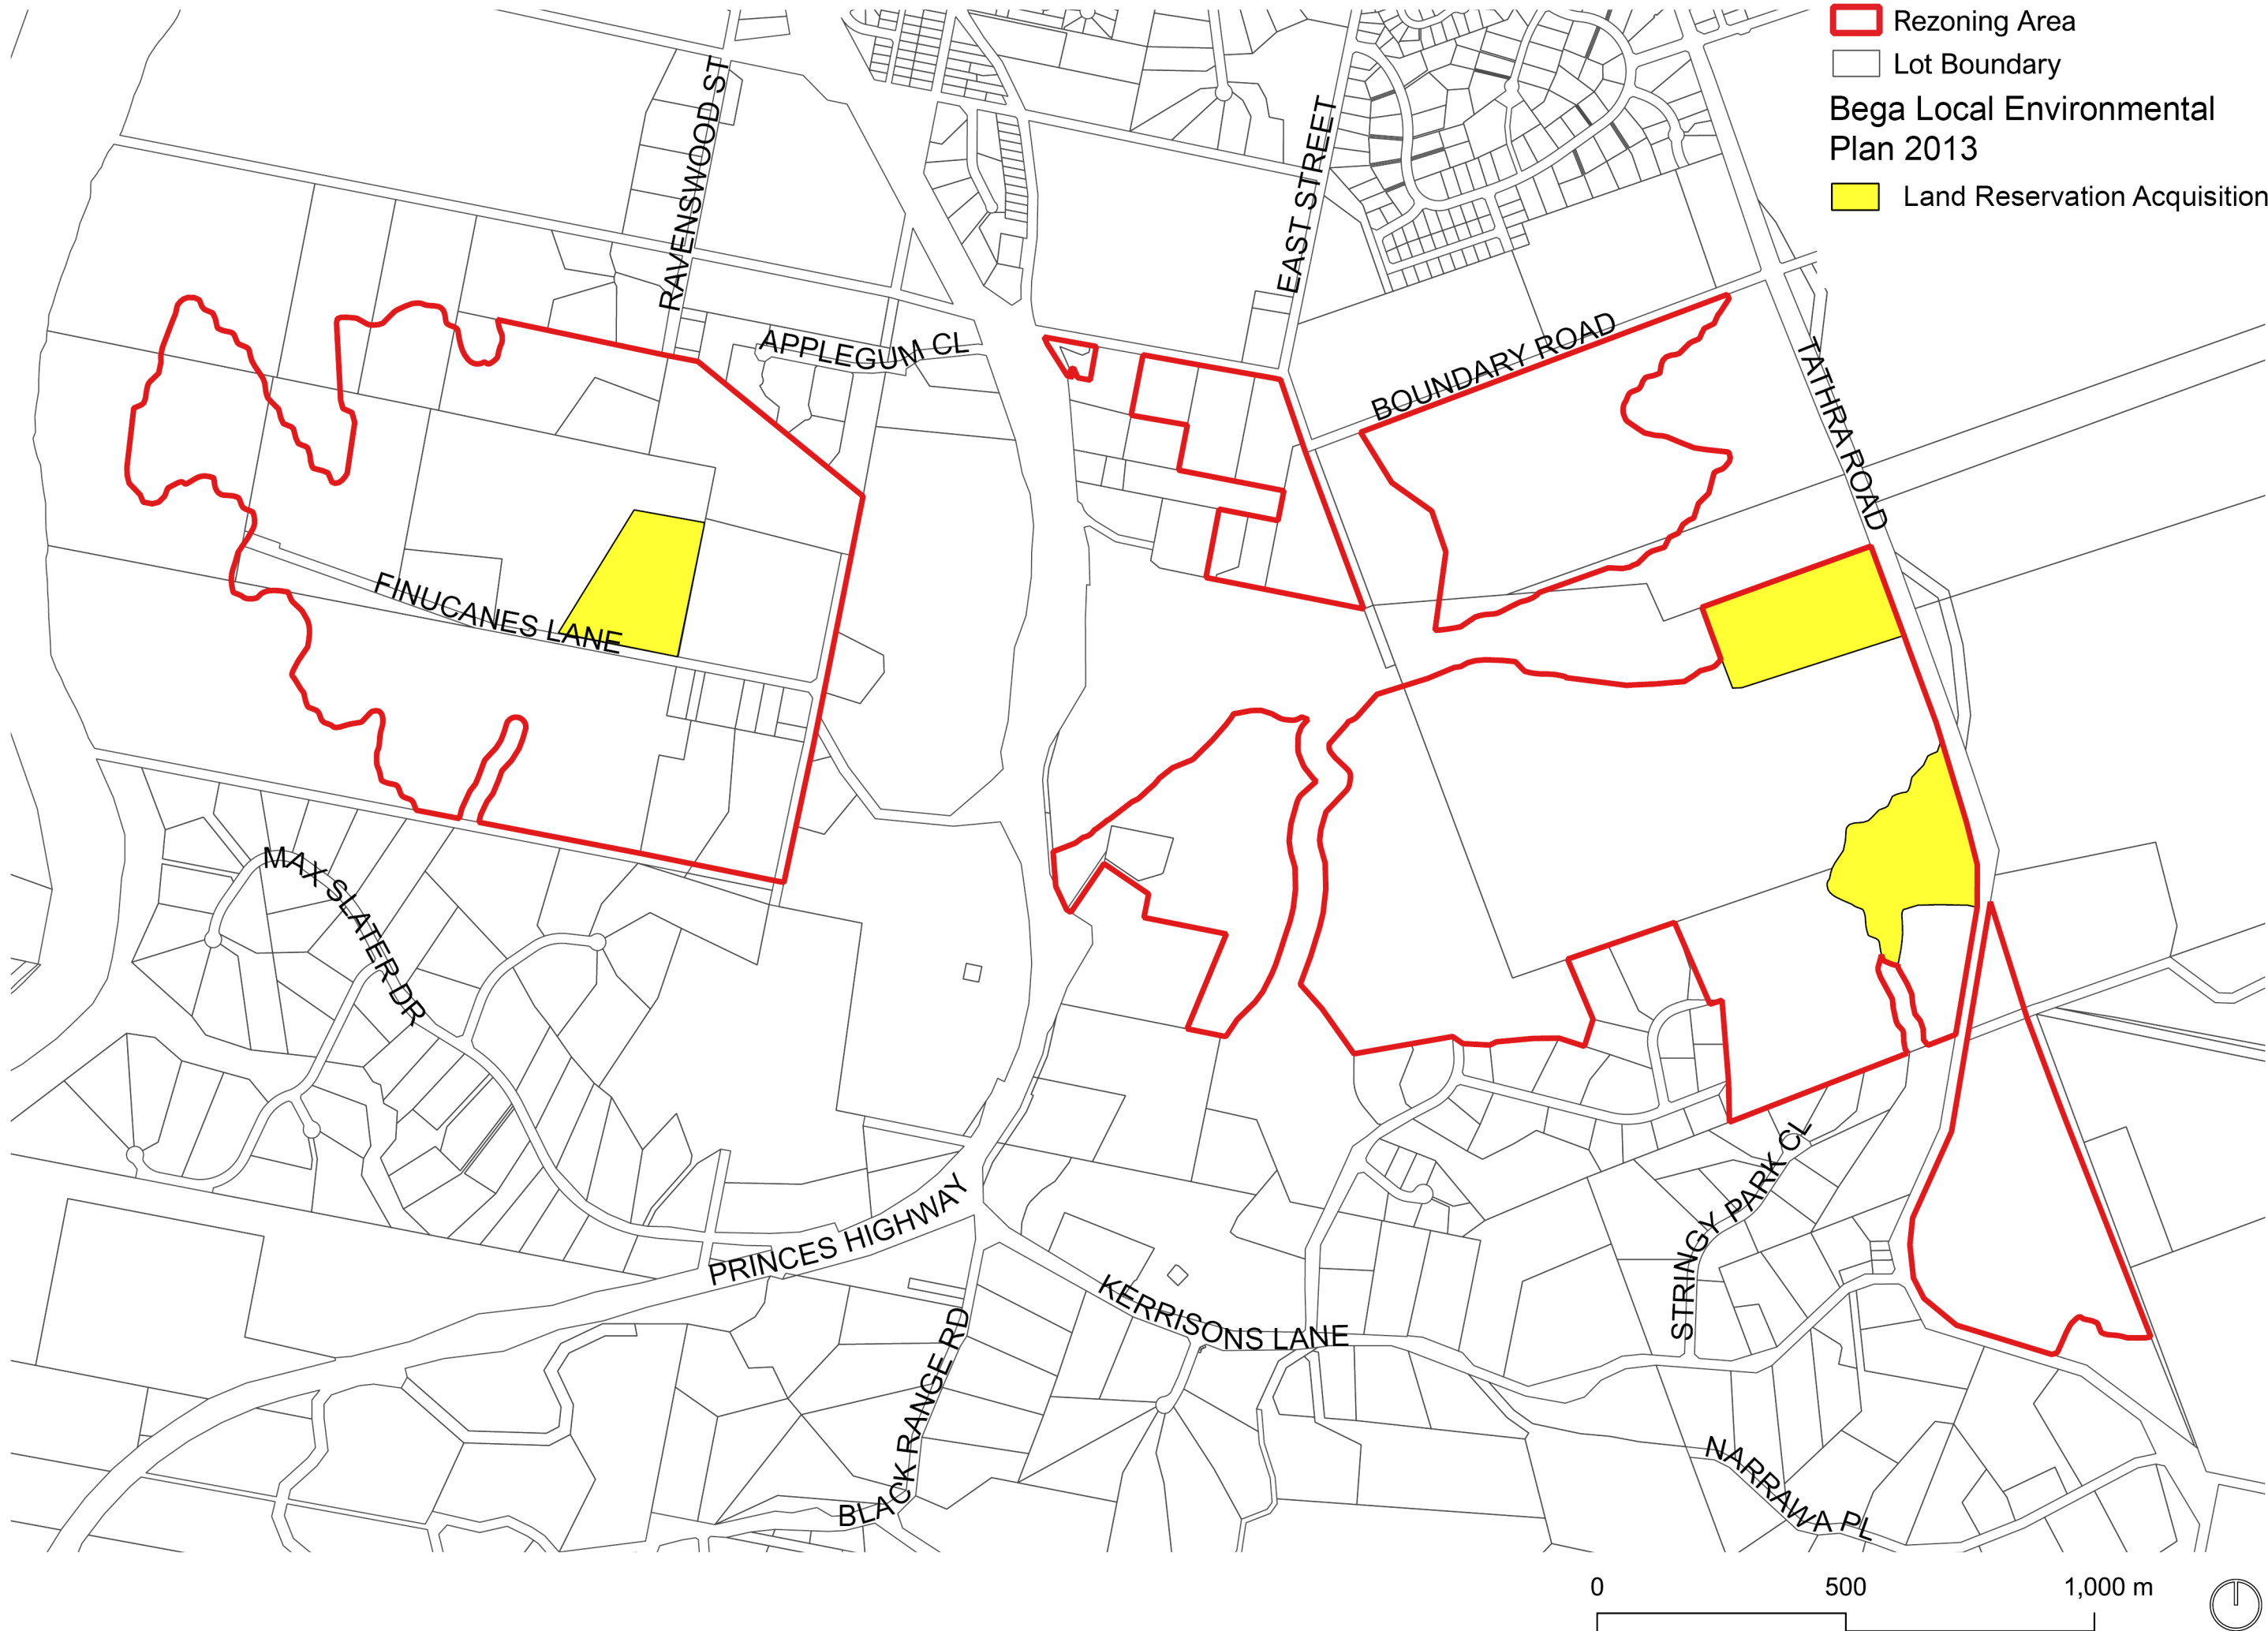 Rezoning Area
Lot Boundary
Bega Local Environmental
Plan 2013
Land Reservation Acquisition
RAVENSWOOD ST
EAST STREET
APPLEGUM CL
BOUNDARY ROAD
TATHRA ROAD
FINUCANES LANE
MAX SLATER DR
PRINCES HIGHWAY
STRINGY PARK CL
KERRISONS LANE
BLACK RANGE RD
NARRAWA PL
0 500 1,000 m